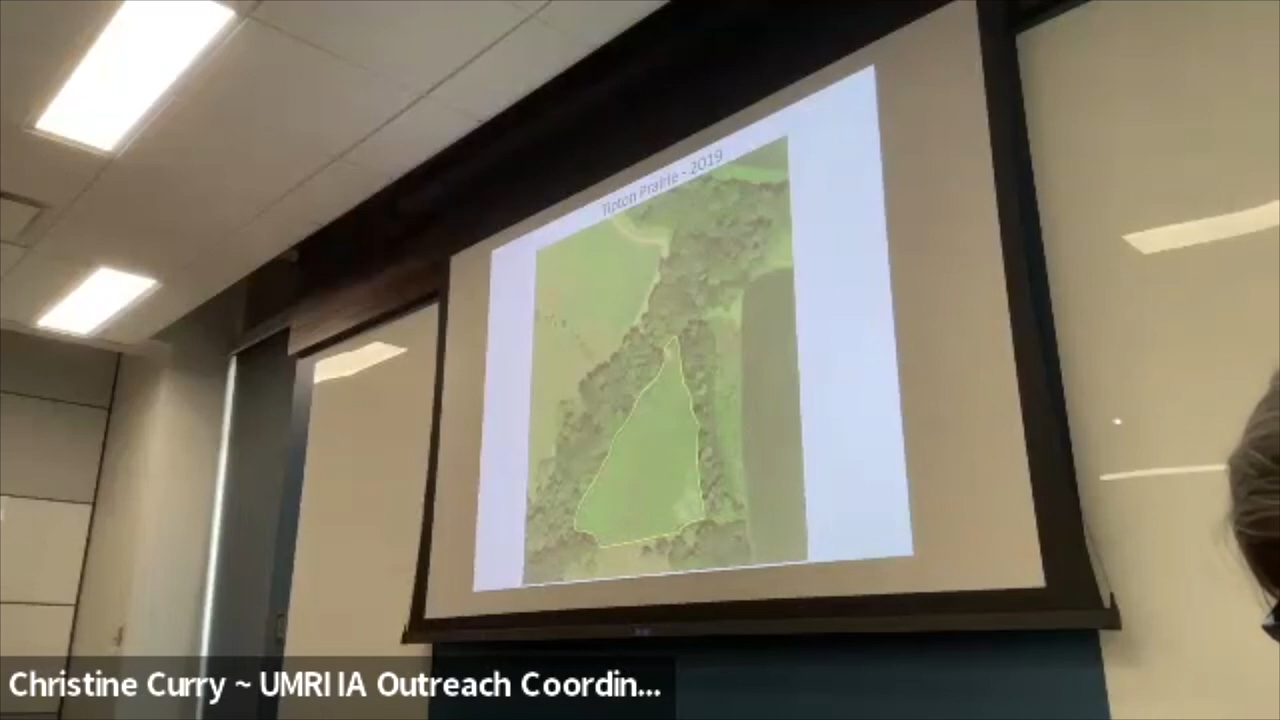 Tipton Prairie - 2019
Christine Curry ~ UMRI IA Outreach Coordin...